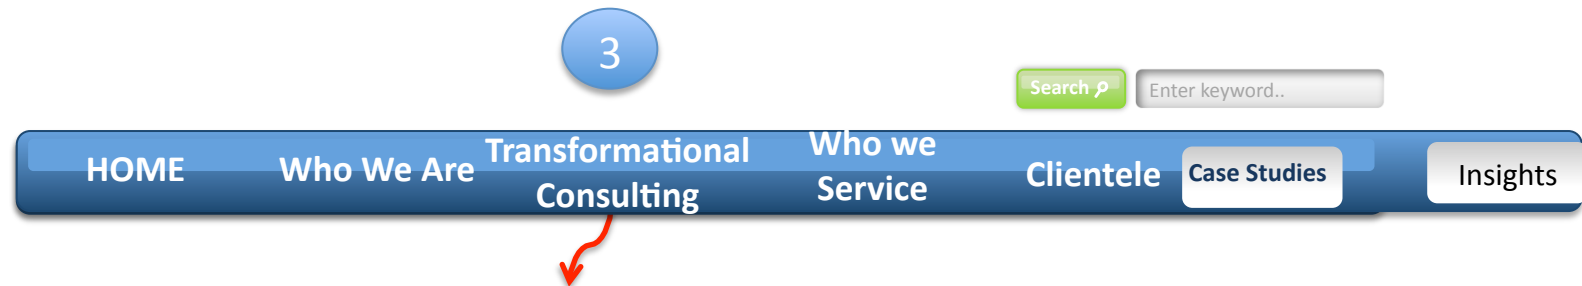 3
Search
Enter keyword..
HOME
Who We Are
Transformational
Consulting
Who we
Service
Clientele
Case Studies
Insights